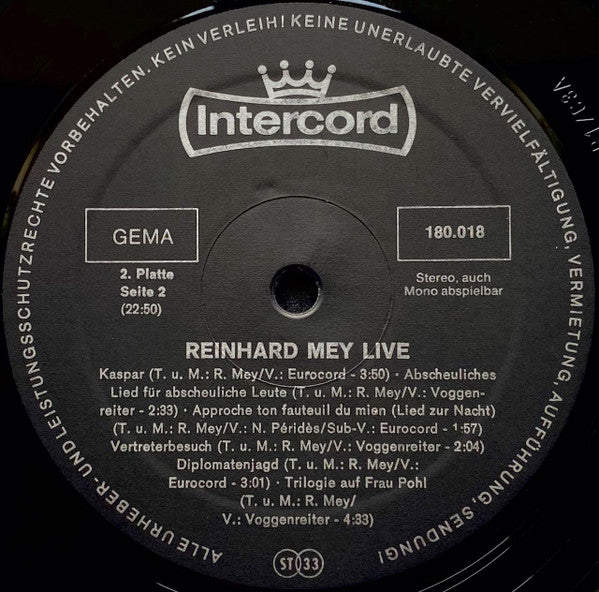 ALLE URHEBER- UND LEISTUNGSSCHUTZRECHTE VORBEHALTEN. KEIN VERLEIH! KEINE UNERLAUBTE VERVIELFÄLTIGUNG, VERMIETUNG, AUFFÜHRUNG, SENDUNG!
Intercord
GEMA
180.018
2. Platte
Seite 2
(22:50)
Stereo, auch
Mono abspielbar
REINHARD MEY LIVE
Kaspar (T. u. M.: R. Mey/V.: Eurocord - 3:50) · Abscheuliches
Lied für abscheuliche Leute (T. u. M.: R. Mey/V.: Voggen-
reiter - 2:33) · Approche ton fauteuil du mien (Lied zur Nacht)
(T. u. M.: R. Mey/V.: N. Péridès/Sub-V.: Eurocord - 1:57)
Vertreterbesuch (T. u. M.: R. Mey/V.: Voggenreiter - 2:04)
Diplomatenjagd (T. u. M.: R. Mey/V.:
Eurocord - 3:01) · Trilogie auf Frau Pohl
(T. u. M.: R. Mey/
V.: Voggenreiter - 4:33)
ST 33